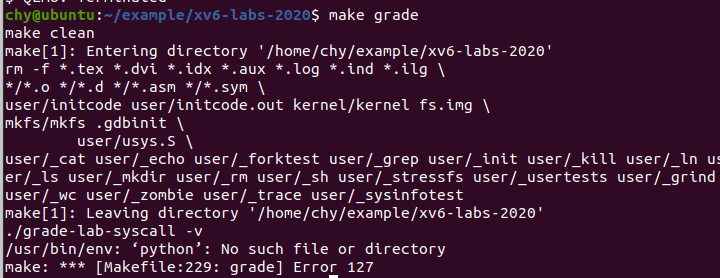 $ QEMU: Terminated
chy@ubuntu:~/example/xv6-labs-2020$ make grade
make clean
make[1]: Entering directory '/home/chy/example/xv6-labs-2020'
rm -f *.tex *.dvi *.idx *.aux *.log *.ind *.ilg \
*/*.o */*.d */*.asm */*.sym \
user/initcode user/initcode.out kernel/kernel fs.img \
mkfs/mkfs .gdbinit \
user/usys.S \
user/_cat user/_echo user/_forktest user/_grep user/_init user/_kill user/_ln us
er/_ls user/_mkdir user/_rm user/_sh user/_stressfs user/_usertests user/_grind
user/_wc user/_zombie user/_trace user/_sysinfotest
make[1]: Leaving directory '/home/chy/example/xv6-labs-2020'
./grade-lab-syscall -v
/usr/bin/env: ‘python’: No such file or directory
make: *** [Makefile:229: grade] Error 127